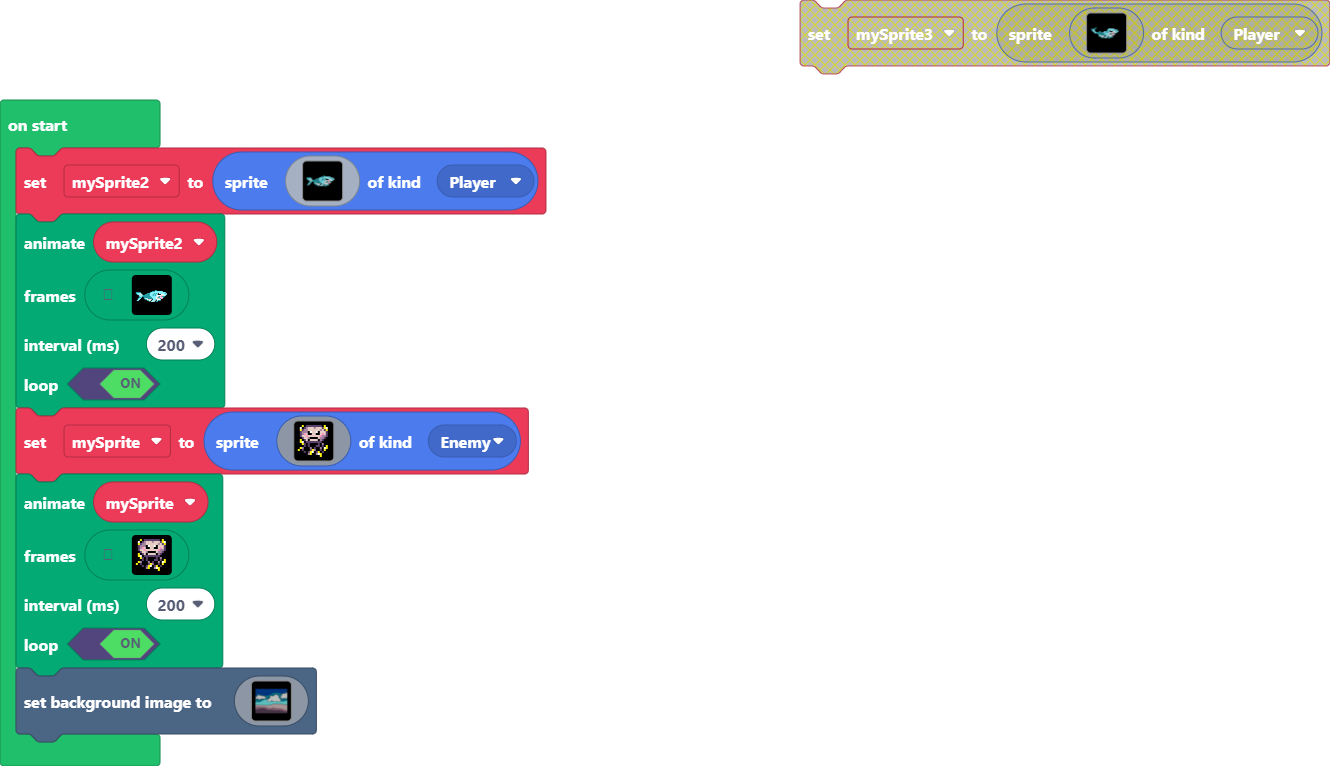 set mySprite3 to sprite of kind Player
on start
set mySprite2 to sprite of kind Player
animate mySprite2
frames
interval (ms) 200
loop ON
set mySprite to sprite of kind Enemy
animate mySprite
frames
interval (ms) 200
loop ON
set background image to